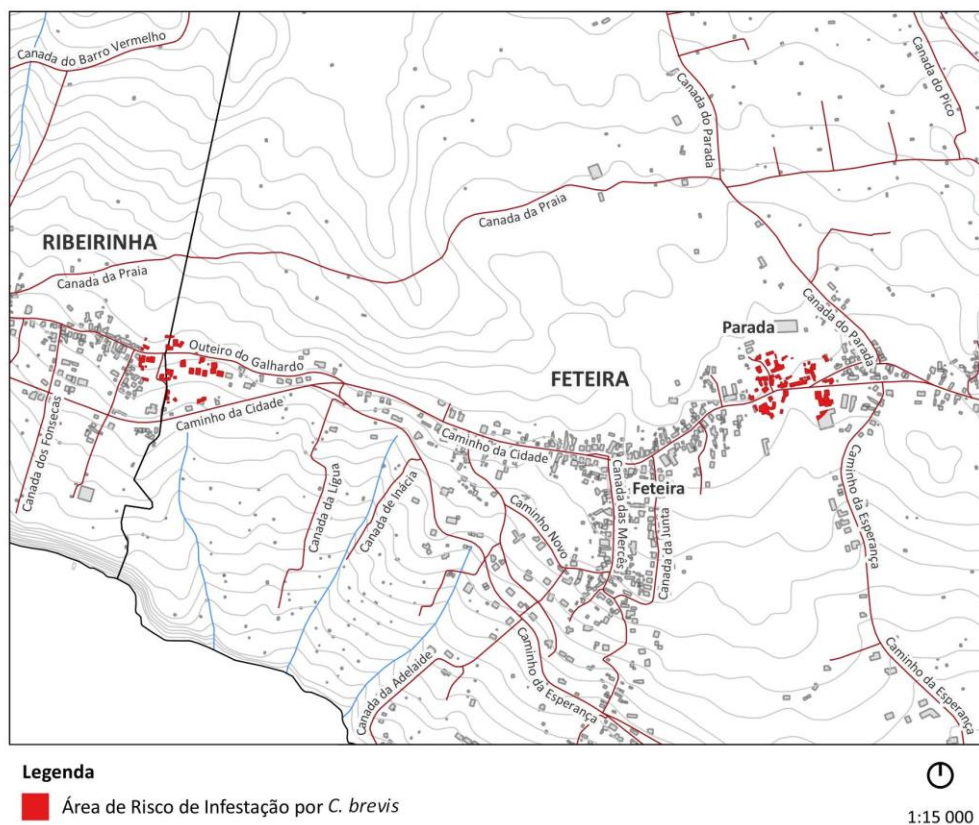 Canada do Barro Vermelho
Canada do Parada
Canada do Pico
Canada da Praia
RIBEIRINHA
Canada da Praia
Canada do Parada
Parada
Outeiro do Galhardo
FETEIRA
Caminho da Cidade
Canada dos Fonsecas
Caminho da Cidade
Feteira
Canada da Lígua
Canada de Inácia
Caminho Novo
Canada das Mercês
Canada da Junta
Caminho da Esperança
Canada da Adelaide
Caminho da Esperança
Caminho da Esperança
Legenda
Área de Risco de Infestação por C. brevis
1:15 000